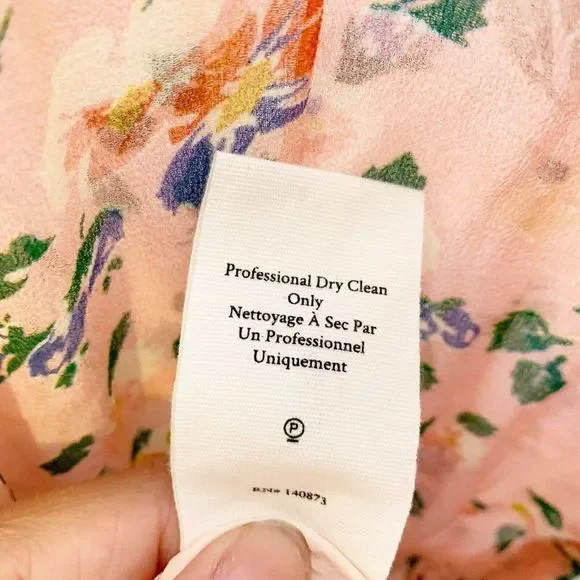 Professional Dry Clean
Only
Nettoyage À Sec Par
Un Professionnel
Uniquement
P
RN# 140873